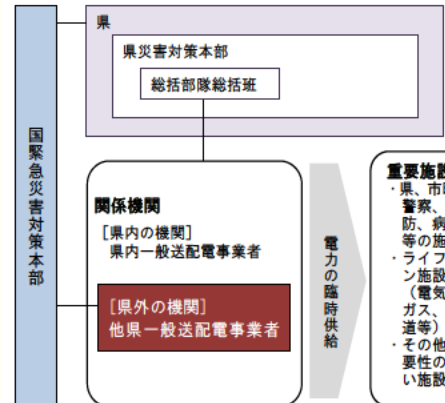 県
県災害対策本部
総括部隊総括班
国緊急災害対策本部
関係機関
［県内の機関］
県内一般送配電事業者
［県外の機関］
他県一般送配電事業者
電力の臨時供給
重要施設
・県、市町
警察、
防、病
等の施
・ライフ
ン施設
（電気
ガス、
道等）
・その他
要性の
い施設